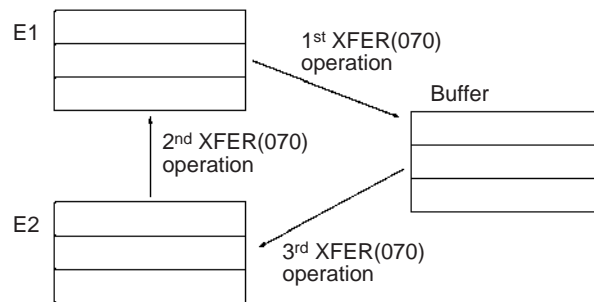 E1
1st XFER(070)
operation
Buffer
2nd XFER(070)
operation
E2
3rd XFER(070)
operation